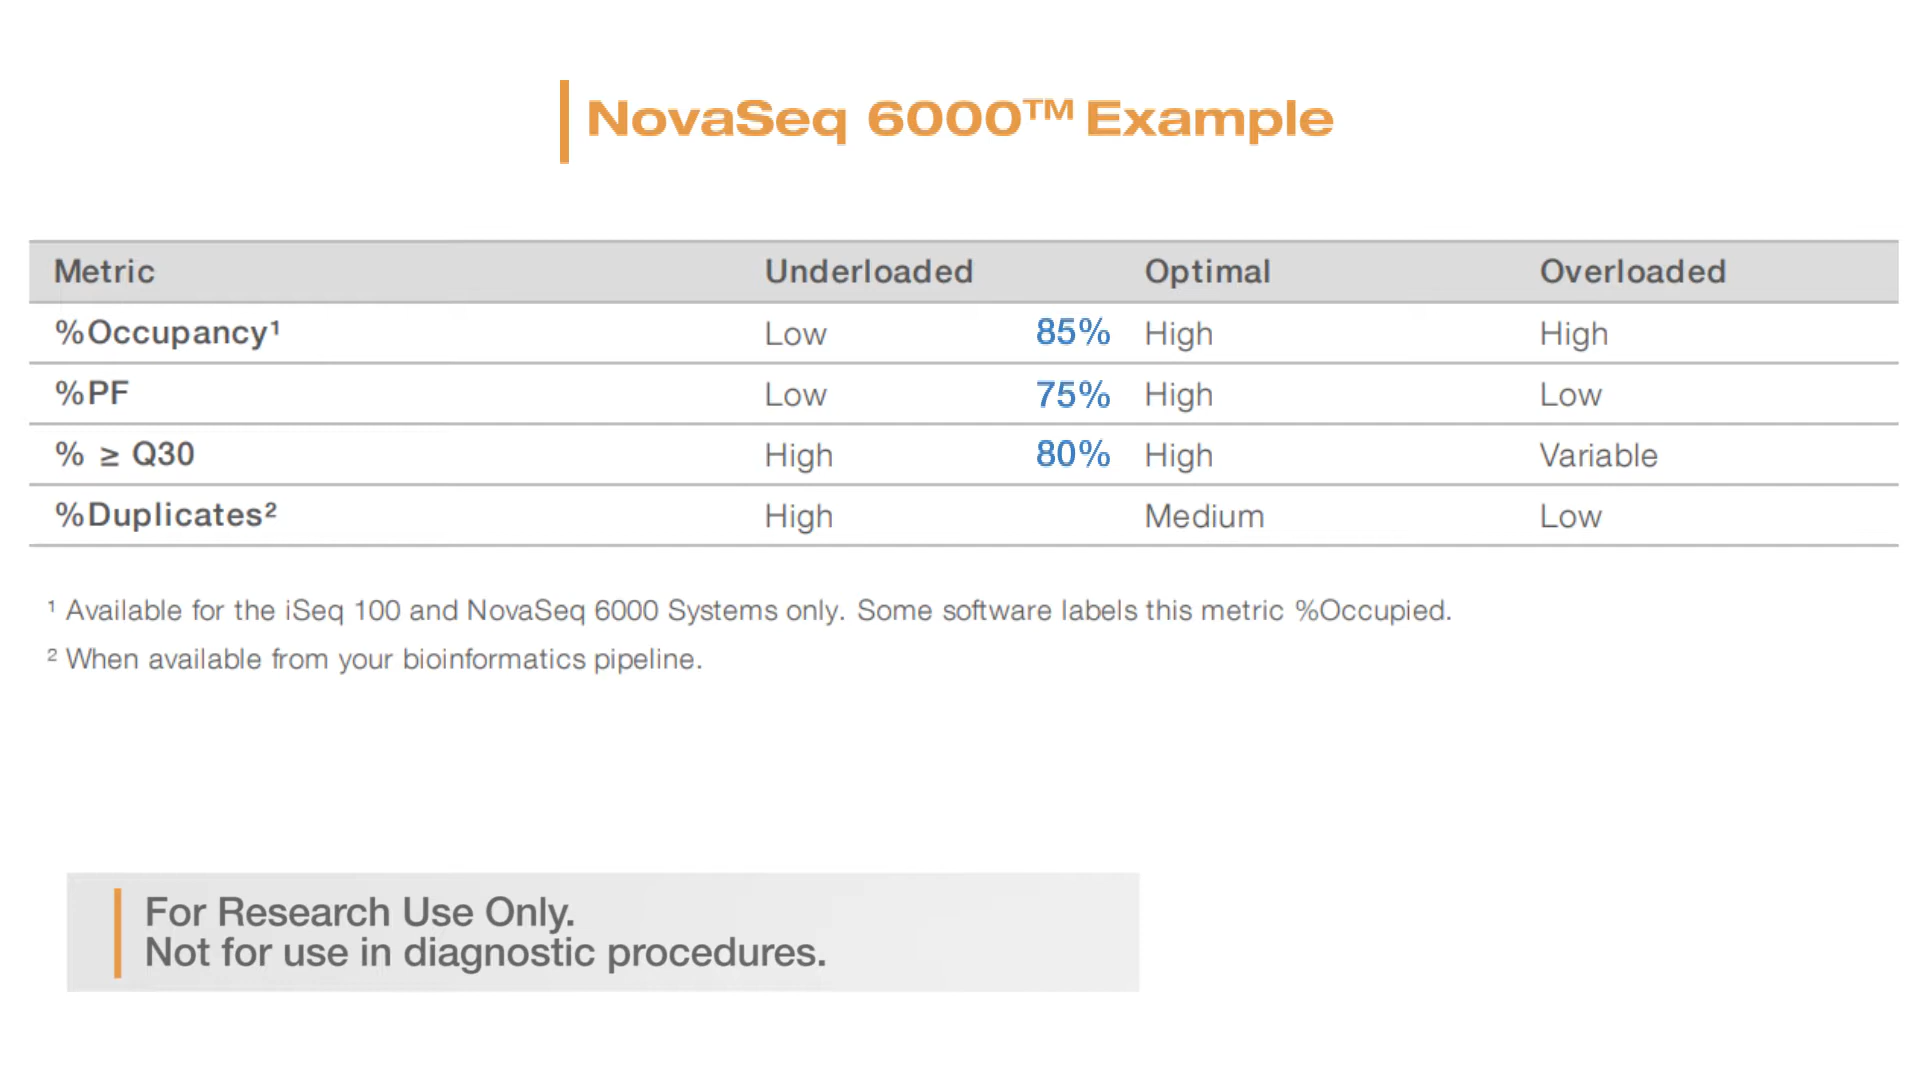 NovaSeq 6000™ Example
Metric Underloaded Optimal Overloaded
%Occupancy¹ Low 85% High High
%PF Low 75% High Low
% ≥ Q30 High 80% High Variable
%Duplicates² High Medium Low
¹ Available for the iSeq 100 and NovaSeq 6000 Systems only. Some software labels this metric %Occupied.
² When available from your bioinformatics pipeline.
For Research Use Only.
Not for use in diagnostic procedures.